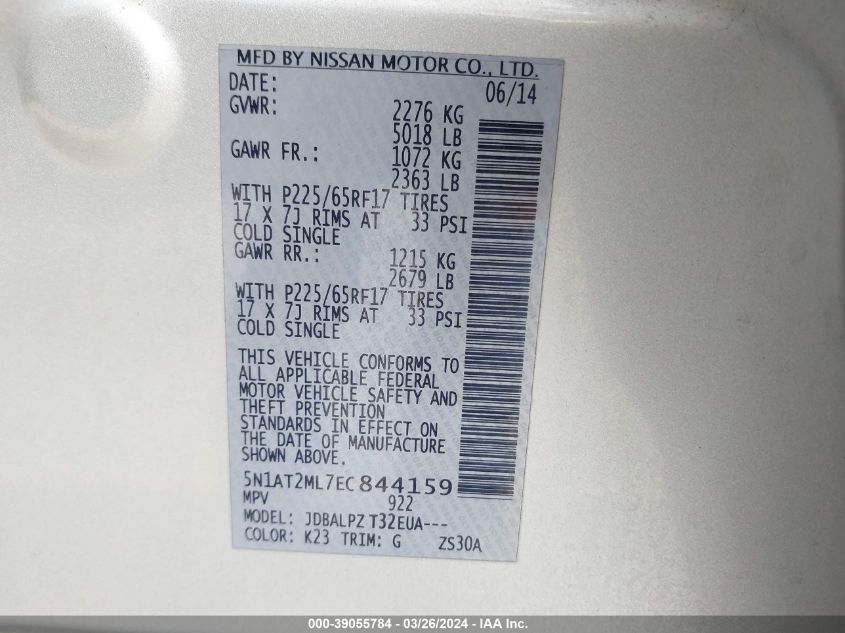 MFD BY NISSAN MOTOR CO., LTD.
DATE: 06/14
GVWR: 2276 KG
5018 LB
GAWR FR.: 1072 KG
2363 LB
WITH P225/65RF17 TIRES
17 X 7J RIMS AT 33 PSI
COLD SINGLE
GAWR RR.: 1215 KG
2679 LB
WITH P225/65RF17 TIRES
17 X 7J RIMS AT 33 PSI
COLD SINGLE
THIS VEHICLE CONFORMS TO
ALL APPLICABLE FEDERAL
MOTOR VEHICLE SAFETY AND
THEFT PREVENTION
STANDARDS IN EFFECT ON
THE DATE OF MANUFACTURE
SHOWN ABOVE.
5N1AT2ML7EC844159
MPV 922
MODEL: JDBALPZ T32EUA---
COLOR: K23 TRIM: G ZS30A
000-39055784 - 03/26/2024 - IAA Inc.